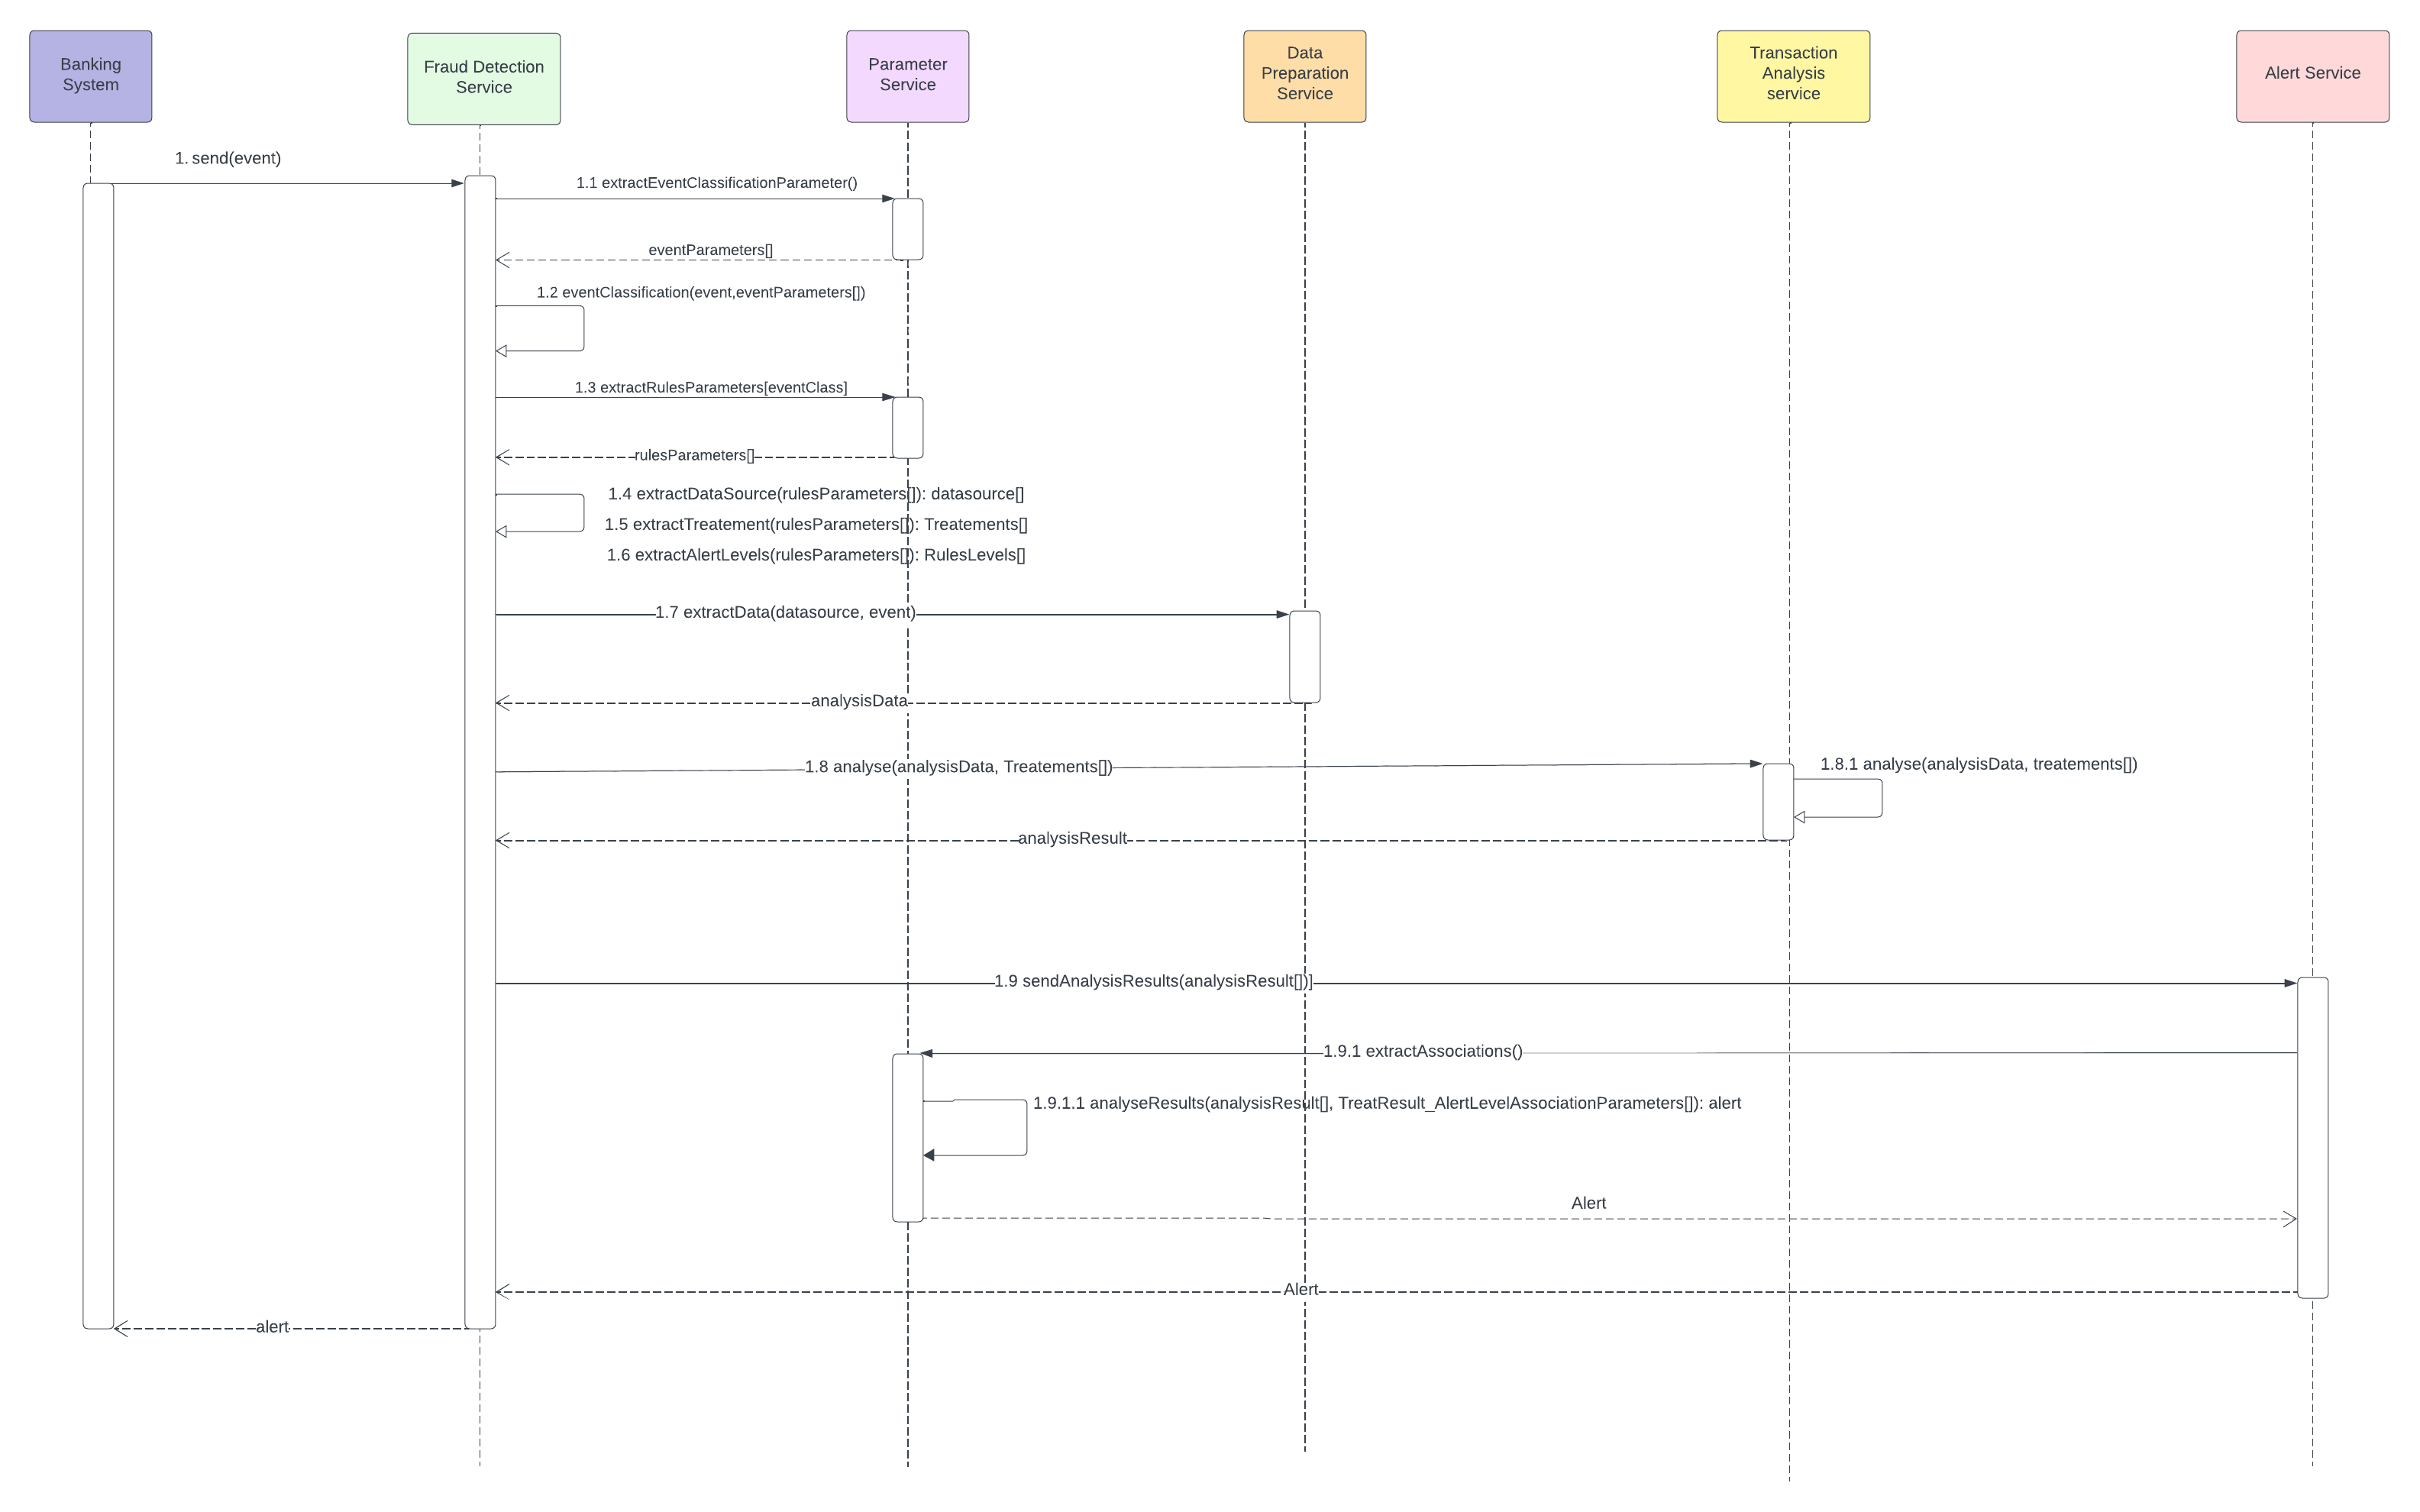 Banking
System
Fraud Detection
Service
Parameter
Service
Data
Preparation
Service
Transaction
Analysis
service
Alert Service
1. send(event)
1.1 extractEventClassificationParameter()
eventParameters[]
1.2 eventClassification(event,eventParameters[])
1.3 extractRulesParameters[eventClass]
rulesParameters[]
1.4 extractDataSource(rulesParameters[]): datasource[]
1.5 extractTreatement(rulesParameters[]): Treatements[]
1.6 extractAlertLevels(rulesParameters[]): RulesLevels[]
1.7 extractData(datasource, event)
analysisData
1.8 analyse(analysisData, Treatements[])
1.8.1 analyse(analysisData, treatements[])
analysisResult
1.9 sendAnalysisResults(analysisResult[])]
1.9.1 extractAssociations()
1.9.1.1 analyseResults(analysisResult[], TreatResult_AlertLevelAssociationParameters[]): alert
Alert
Alert
alert